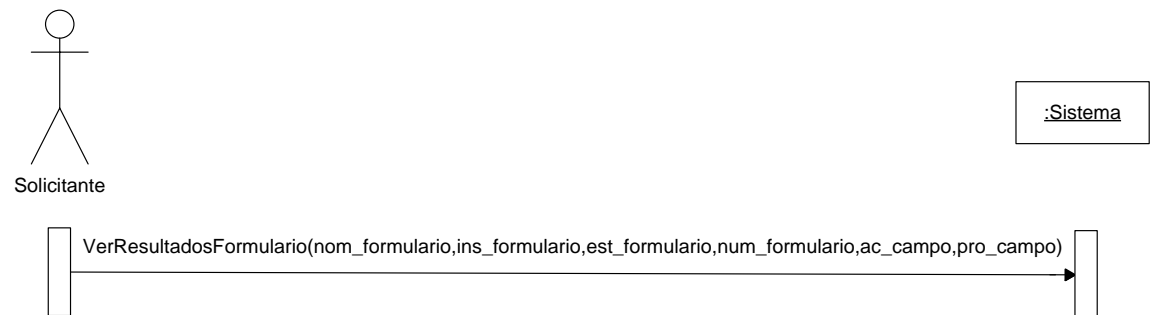 :Sistema
Solicitante
VerResultadosFormulario(nom_formulario,ins_formulario,est_formulario,num_formulario,ac_campo,pro_campo)